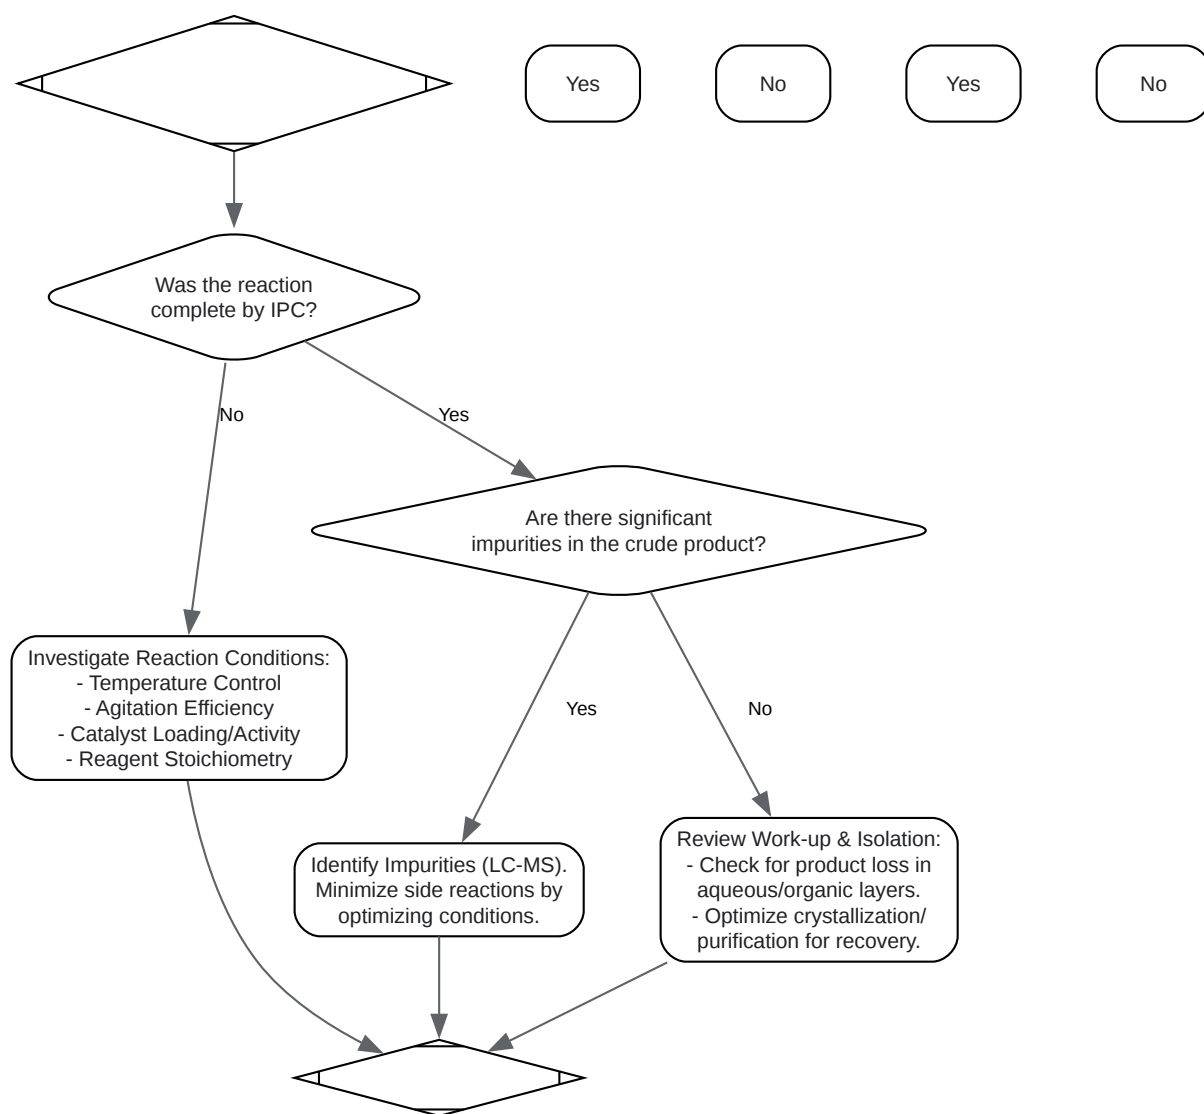 Yes
No
Yes
No
Was the reaction
complete by IPC?
No
Yes
Are there significant
impurities in the crude product?
Investigate Reaction Conditions:
- Temperature Control
- Agitation Efficiency
- Catalyst Loading/Activity
- Reagent Stoichiometry
Yes
No
Identify Impurities (LC-MS).
Minimize side reactions by
optimizing conditions.
Review Work-up & Isolation:
- Check for product loss in
aqueous/organic layers.
- Optimize crystallization/
purification for recovery.